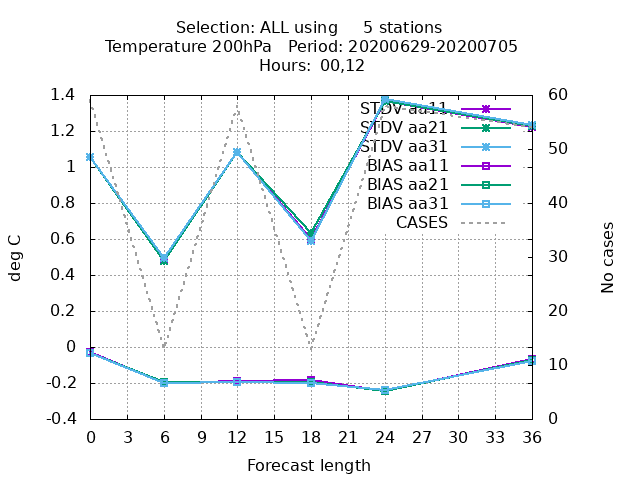 Selection: ALL using     5 stations
Temperature 200hPa   Period: 20200629-20200705
Hours: 00,12
1.4
1.2
1
0.8
0.6
0.4
0.2
0
-0.2
-0.4
deg C
60
50
40
30
20
10
0
No cases
STDV aa11
STDV aa21
STDV aa31
BIAS aa11
BIAS aa21
BIAS aa31
CASES
0 3 6 9 12 15 18 21 24 27 30 33 36
Forecast length